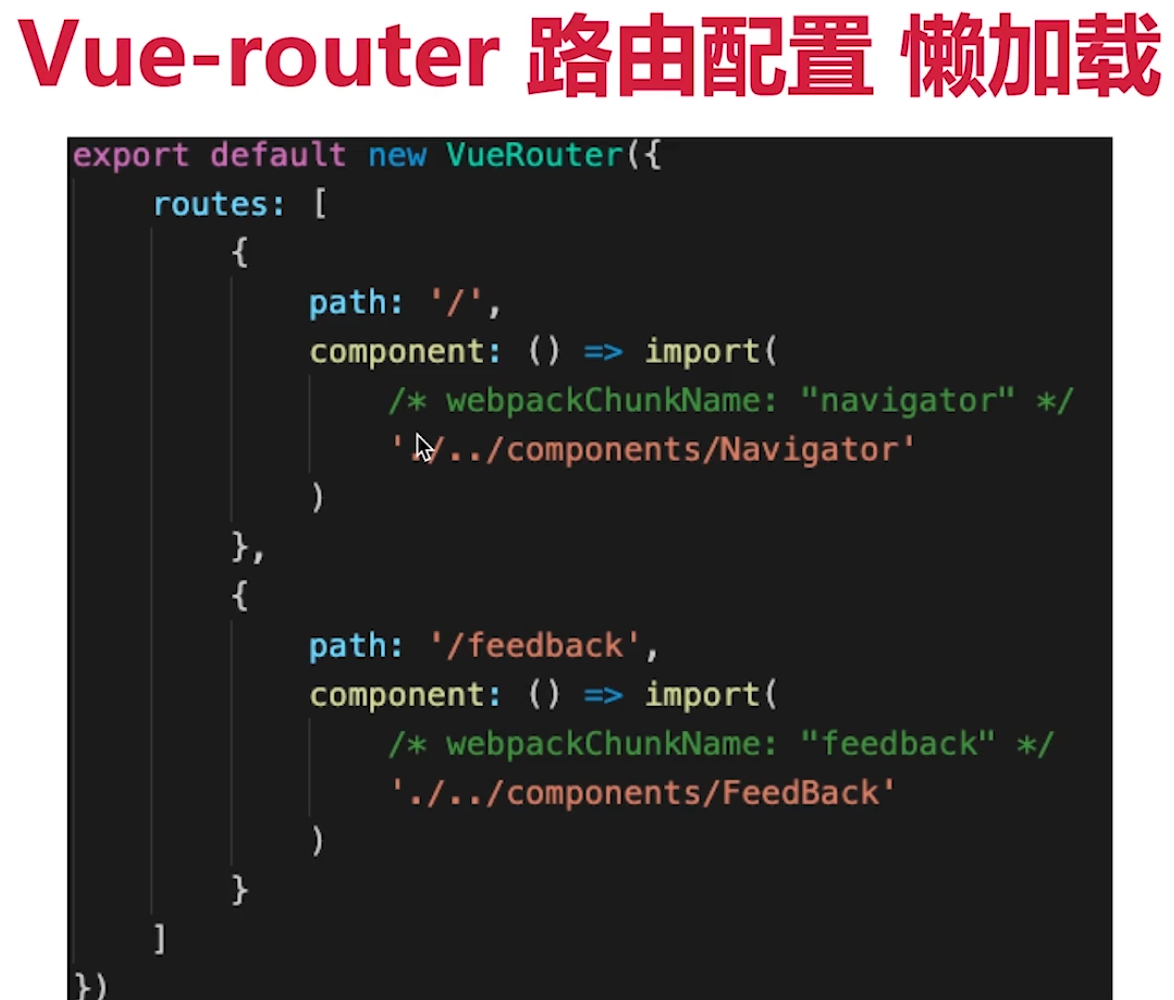 Vue-router 路由配置 懒加载
export default new VueRouter({
    routes: [
        {
            path: '/',
            component: () => import(
                /* webpackChunkName: "navigator" */
                './../components/Navigator'
            )
        },
        {
            path: '/feedback',
            component: () => import(
                /* webpackChunkName: "feedback" */
                './../components/FeedBack'
            )
        }
    ]
})